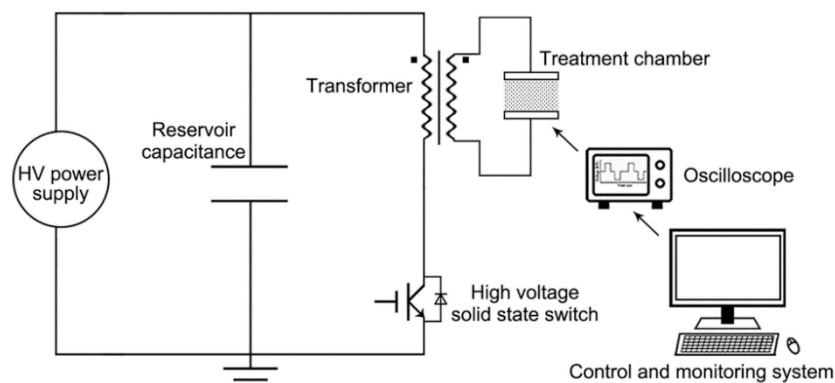 Treatment chamber
Transformer
Reservoir
capacitance
HV power
supply
Oscilloscope
High voltage
solid state switch
Control and monitoring system